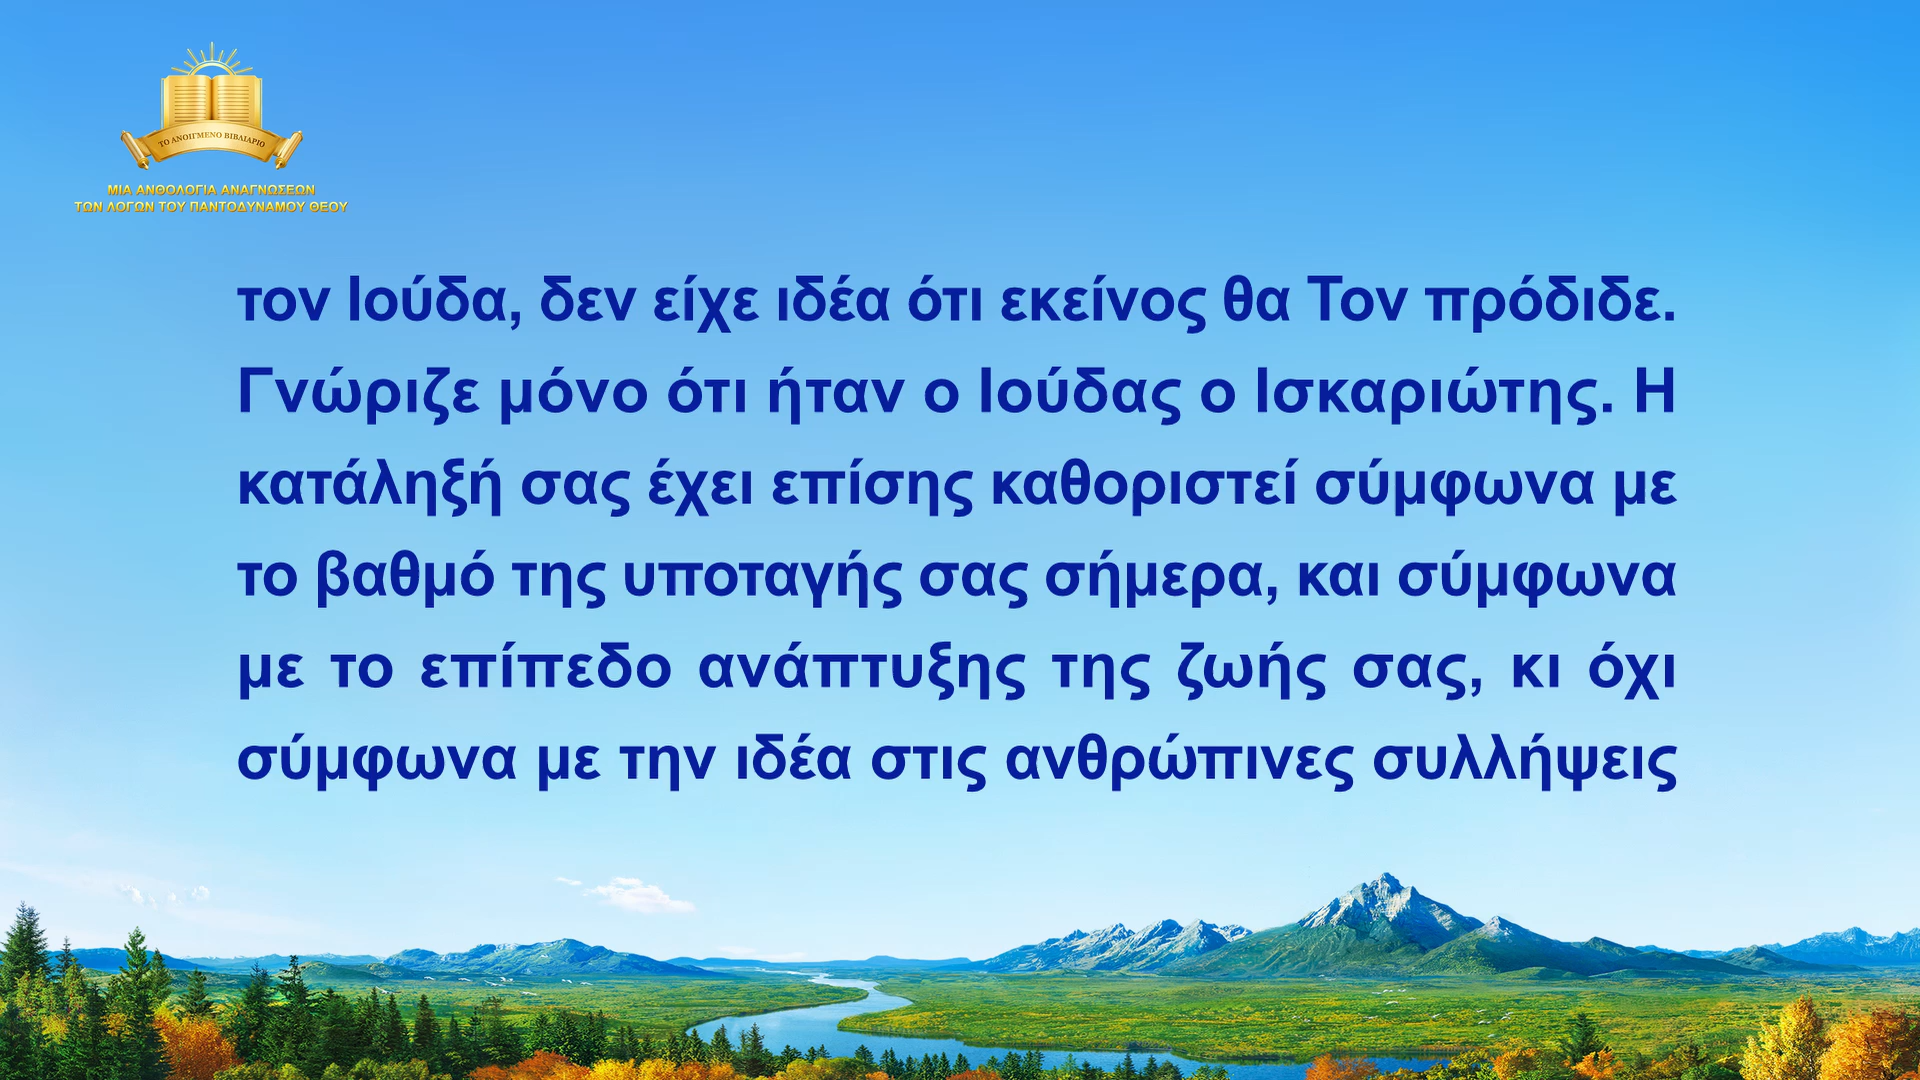 ΤΟ ΑΝΟΙΓΜΕΝΟ ΒΙΒΛΙΑΡΙΟ
ΜΙΑ ΑΝΘΟΛΟΓΙΑ ΑΝΑΓΝΩΣΕΩΝ
ΤΩΝ ΛΟΓΩΝ ΤΟΥ ΠΑΝΤΟΔΥΝΑΜΟΥ ΘΕΟΥ
τον Ιούδα, δεν είχε ιδέα ότι εκείνος θα Τον πρόδιδε.
Γνώριζε μόνο ότι ήταν ο Ιούδας ο Ισκαριώτης. Η
κατάληξή σας έχει επίσης καθοριστεί σύμφωνα με
το βαθμό της υποταγής σας σήμερα, και σύμφωνα
με το επίπεδο ανάπτυξης της ζωής σας, κι όχι
σύμφωνα με την ιδέα στις ανθρώπινες συλλήψεις